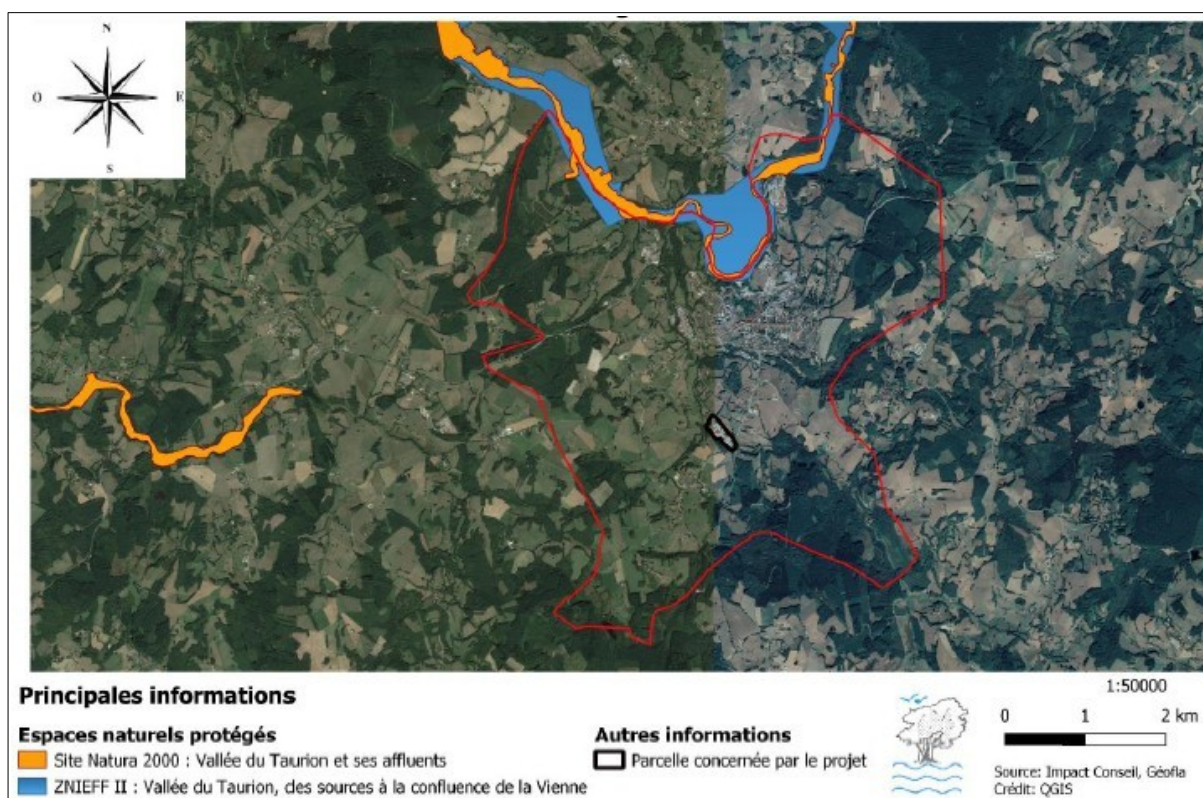 N
O
E
S
Principales informations
Espaces naturels protégés
Site Natura 2000 : Vallée du Taurion et ses affluents
ZNIEFF II : Vallée du Taurion, des sources à la confluence de la Vienne
Autres informations
Parcelle concernée par le projet
1:50000
0 1 2 km
Source: Impact Conseil, Géofla
Crédit: QGIS